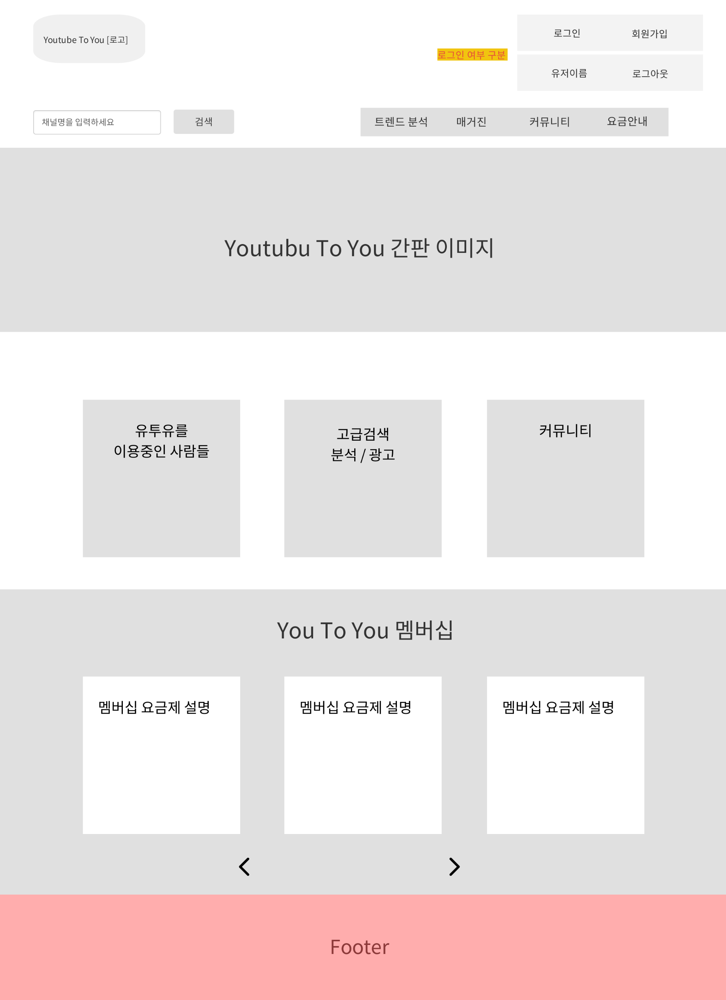 Youtube To You [로고]
로그인 회원가입
로그인 여부 구분
유저이름 로그아웃
채널명을 입력하세요 검색 트렌드 분석 매거진 커뮤니티 요금안내
Youtubu To You 간판 이미지
유투유를
이용중인 사람들
고급검색
분석 / 광고
커뮤니티
You To You 멤버십
멤버십 요금제 설명 멤버십 요금제 설명 멤버십 요금제 설명
Footer